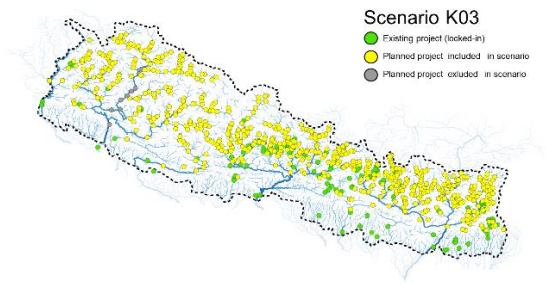 Scenario K03
Existing project (locked-in)
Planned project included in scenario
Planned project exluded in scenario